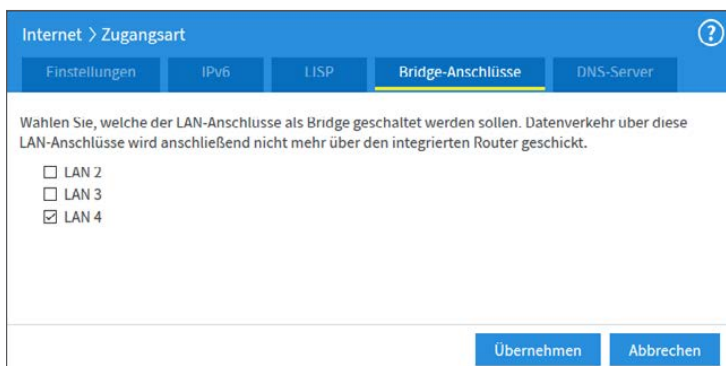 Internet > Zugangsart
?
Einstellungen
IPv6
LISP
Bridge-Anschlüsse
DNS-Server
Wählen Sie, welche der LAN-Anschlüsse als Bridge geschaltet werden sollen. Datenverkehr über diese
LAN-Anschlüsse wird anschließend nicht mehr über den integrierten Router geschickt.
LAN 2
LAN 3
LAN 4
Übernehmen
Abbrechen